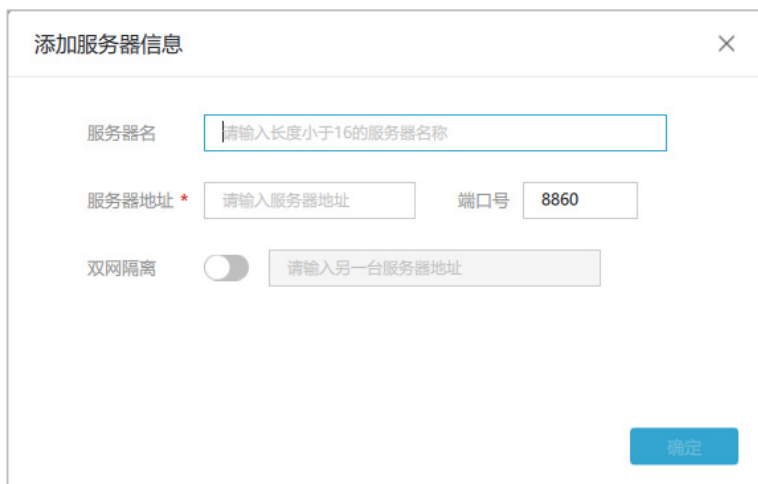 添加服务器信息
服务器名 请输入长度小于16的服务器名称
服务器地址 * 请输入服务器地址 端口号 8860
双网隔离 请输入另一台服务器地址
确定